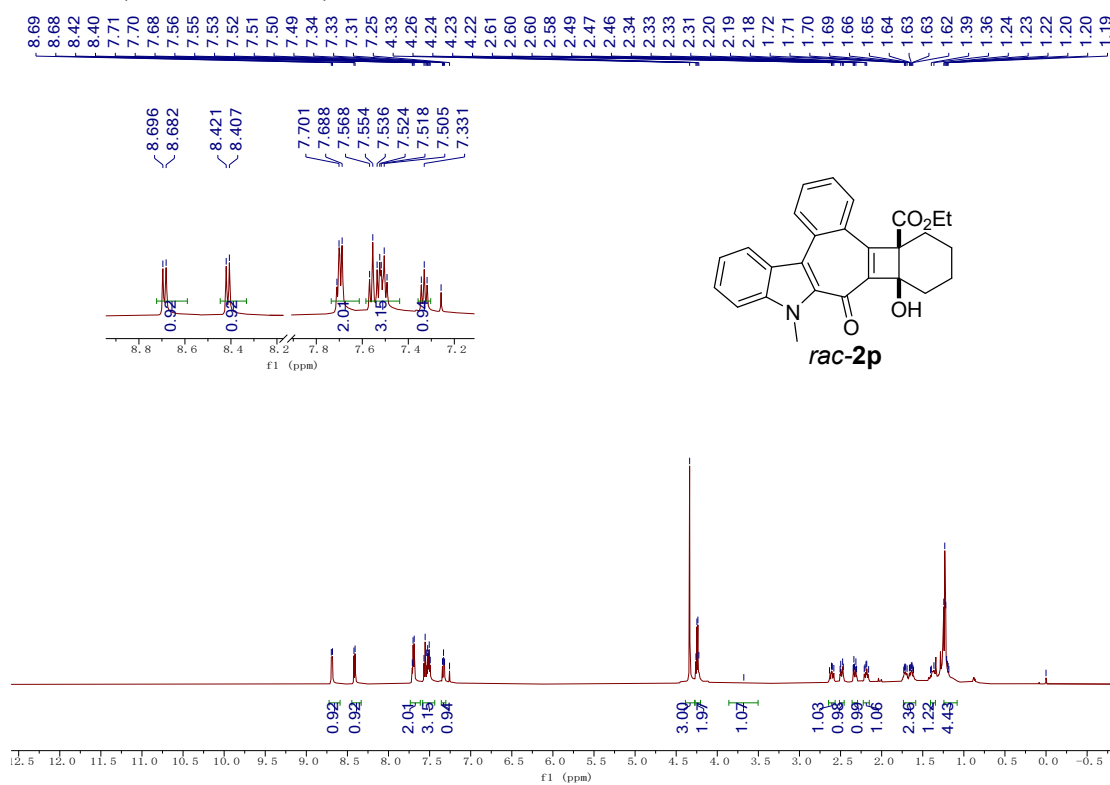 8.69 8.68 8.42 8.40 7.71 7.70 7.68 7.56 7.55 7.53 7.52 7.51 7.50 7.49 7.34 7.33 7.31 7.25 4.33 4.26 4.24 4.23 4.22 2.61 2.60 2.60 2.58 2.49 2.47 2.46 2.34 2.33 2.33 2.31 2.20 2.19 2.18 1.72 1.71 1.70 1.69 1.66 1.65 1.64 1.63 1.63 1.62 1.39 1.36 1.24 1.23 1.22 1.20 1.20 1.19
8.696 8.682 8.421 8.407 7.701 7.688 7.568 7.554 7.536 7.524 7.518 7.505 7.331
0.92 0.92 2.01 3.15 0.94
8.8 8.6 8.4 8.2 7.8 7.6 7.4 7.2
f1 (ppm)
CO2Et
OH
N
O
rac-2p
0.92 0.92 2.01 3.15 0.94 3.00 1.97 1.07 1.03 0.98 0.99 1.06 2.36 1.22 4.43
12.5 12.0 11.5 11.0 10.5 10.0 9.5 9.0 8.5 8.0 7.5 7.0 6.5 6.0 5.5 5.0 4.5 4.0 3.5 3.0 2.5 2.0 1.5 1.0 0.5 0.0 -0.5
f1 (ppm)